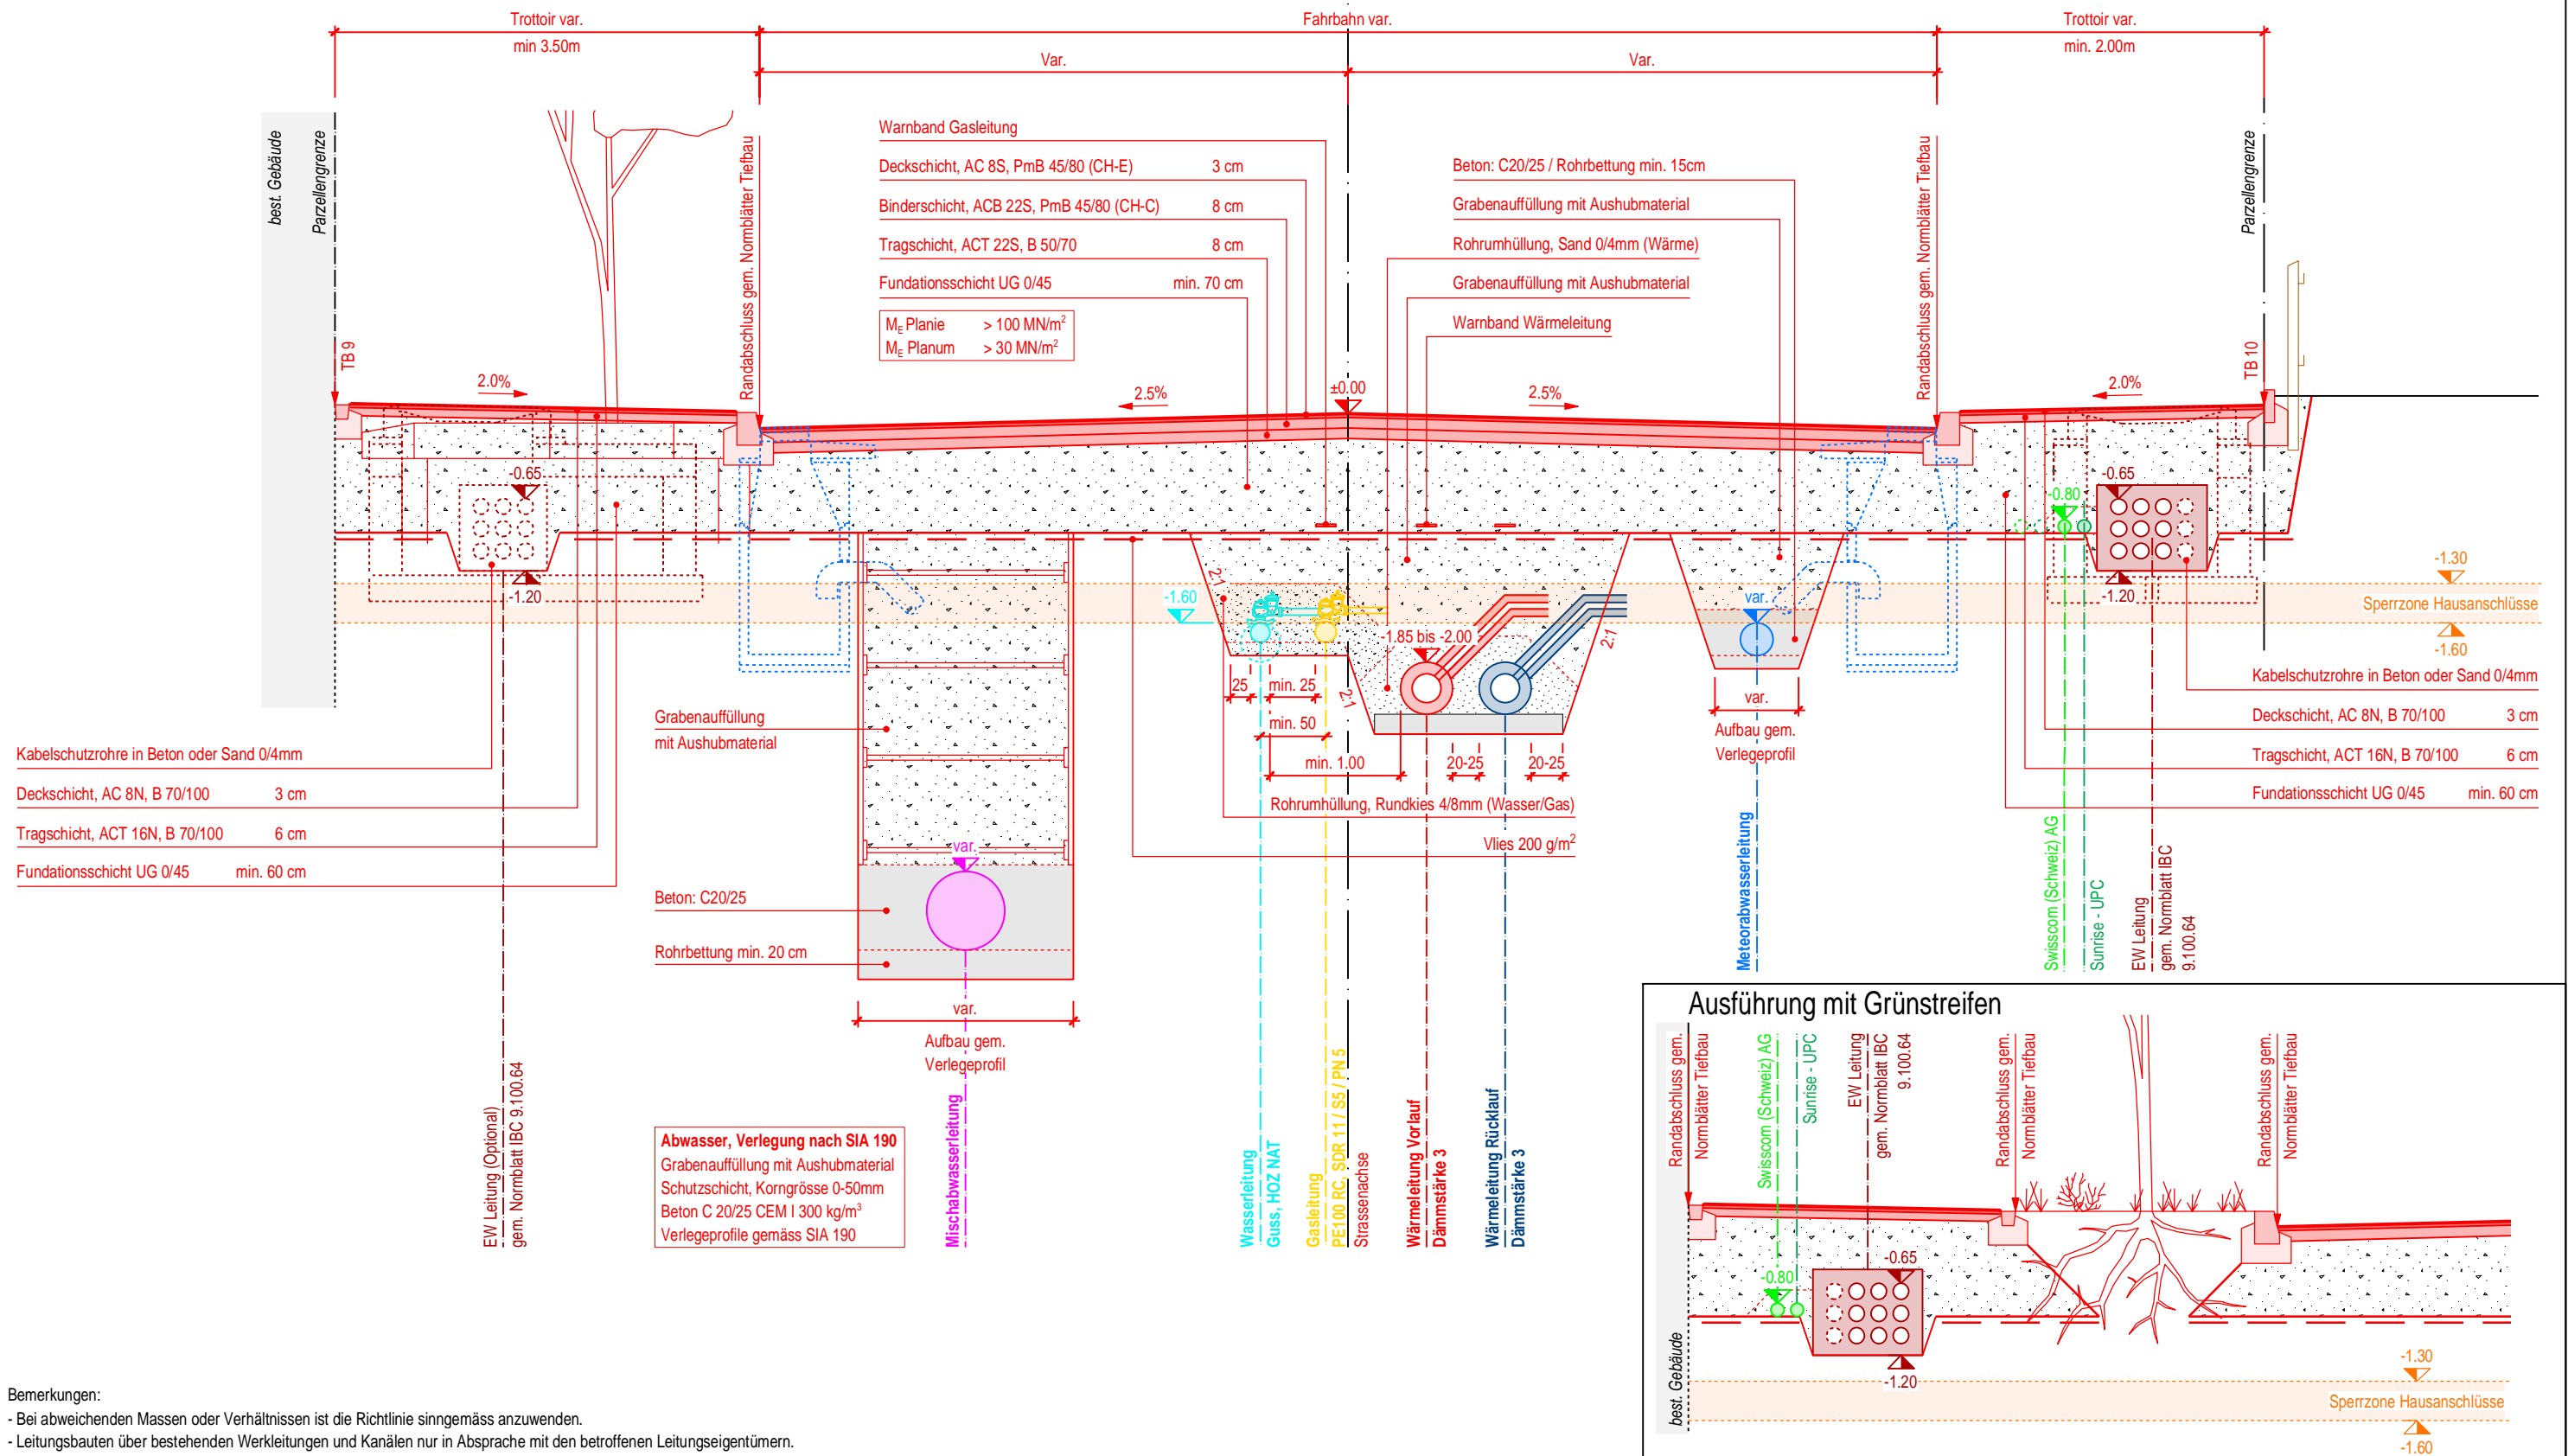 Trottoir var.
min 3.50m
Fahrbahn var.
Var.
Var.
Trottoir var.
min. 2.00m
best. Gebäude
Parzellengrenze
TB 9
Randabschluss gem. Normblätter Tiefbau
Warnband Gasleitung
Deckschicht, AC 8S, PmB 45/80 (CH-E) 3 cm
Binderschicht, ACB 22S, PmB 45/80 (CH-C) 8 cm
Tragschicht, ACT 22S, B 50/70 8 cm
Fundationsschicht UG 0/45 min. 70 cm
M_E Planie > 100 MN/m²
M_E Planum > 30 MN/m²
Beton: C20/25 / Rohrbettung min. 15cm
Grabenauffüllung mit Aushubmaterial
Rohrumhüllung, Sand 0/4mm (Wärme)
Grabenauffüllung mit Aushubmaterial
Warnband Wärmeleitung
Randabschluss gem. Normblätter Tiefbau
Parzellengrenze
TB 10
2.0%
2.5%
±0.00
2.5%
2.0%
-0.65
-1.20
-0.80
-0.65
-1.20
-1.30
Sperrzone Hausanschlüsse
-1.60
2:1
-1.60
-1.85 bis -2.00
2:1
2:1
var.
25
min. 25
min. 50
min. 1.00
20-25
20-25
var.
Aufbau gem.
Verlegeprofil
Grabenauffüllung
mit Aushubmaterial
Kabelschutzrohre in Beton oder Sand 0/4mm
Deckschicht, AC 8N, B 70/100 3 cm
Tragschicht, ACT 16N, B 70/100 6 cm
Fundationsschicht UG 0/45 min. 60 cm
Kabelschutzrohre in Beton oder Sand 0/4mm
Deckschicht, AC 8N, B 70/100 3 cm
Tragschicht, ACT 16N, B 70/100 6 cm
Fundationsschicht UG 0/45 min. 60 cm
Rohrumhüllung, Rundkies 4/8mm (Wasser/Gas)
Vlies 200 g/m²
var.
Beton: C20/25
Rohrbettung min. 20 cm
var.
Aufbau gem.
Verlegeprofil
EW Leitung (Optional)
gem. Normblatt IBC 9.100.64
Abwasser, Verlegung nach SIA 190
Grabenauffüllung mit Aushubmaterial
Schutzschicht, Korngrösse 0-50mm
Beton C 20/25 CEM I 300 kg/m³
Verlegeprofile gemäss SIA 190
Mischabwasserleitung
Wasserleitung
Guss, HOZ NAT
Gasleitung
PE100 RC, SDR 11 / S5 / PN 5
Strassenachse
Wärmeleitung Vorlauf
Dämmstärke 3
Wärmeleitung Rücklauf
Dämmstärke 3
Meteorabwasserleitung
Swisscom (Schweiz) AG
Sunrise - UPC
EW Leitung
gem. Normblatt IBC
9.100.64
Ausführung mit Grünstreifen
Randabschluss gem.
Normblätter Tiefbau
Swisscom (Schweiz) AG
Sunrise - UPC
EW Leitung
gem. Normblatt IBC
9.100.64
Randabschluss gem.
Normblätter Tiefbau
Randabschluss gem.
Normblätter Tiefbau
-0.80
-0.65
-1.20
best. Gebäude
-1.30
Sperrzone Hausanschlüsse
-1.60
Bemerkungen:
- Bei abweichenden Massen oder Verhältnissen ist die Richtlinie sinngemäss anzuwenden.
- Leitungsbauten über bestehenden Werkleitungen und Kanälen nur in Absprache mit den betroffenen Leitungseigentümern.